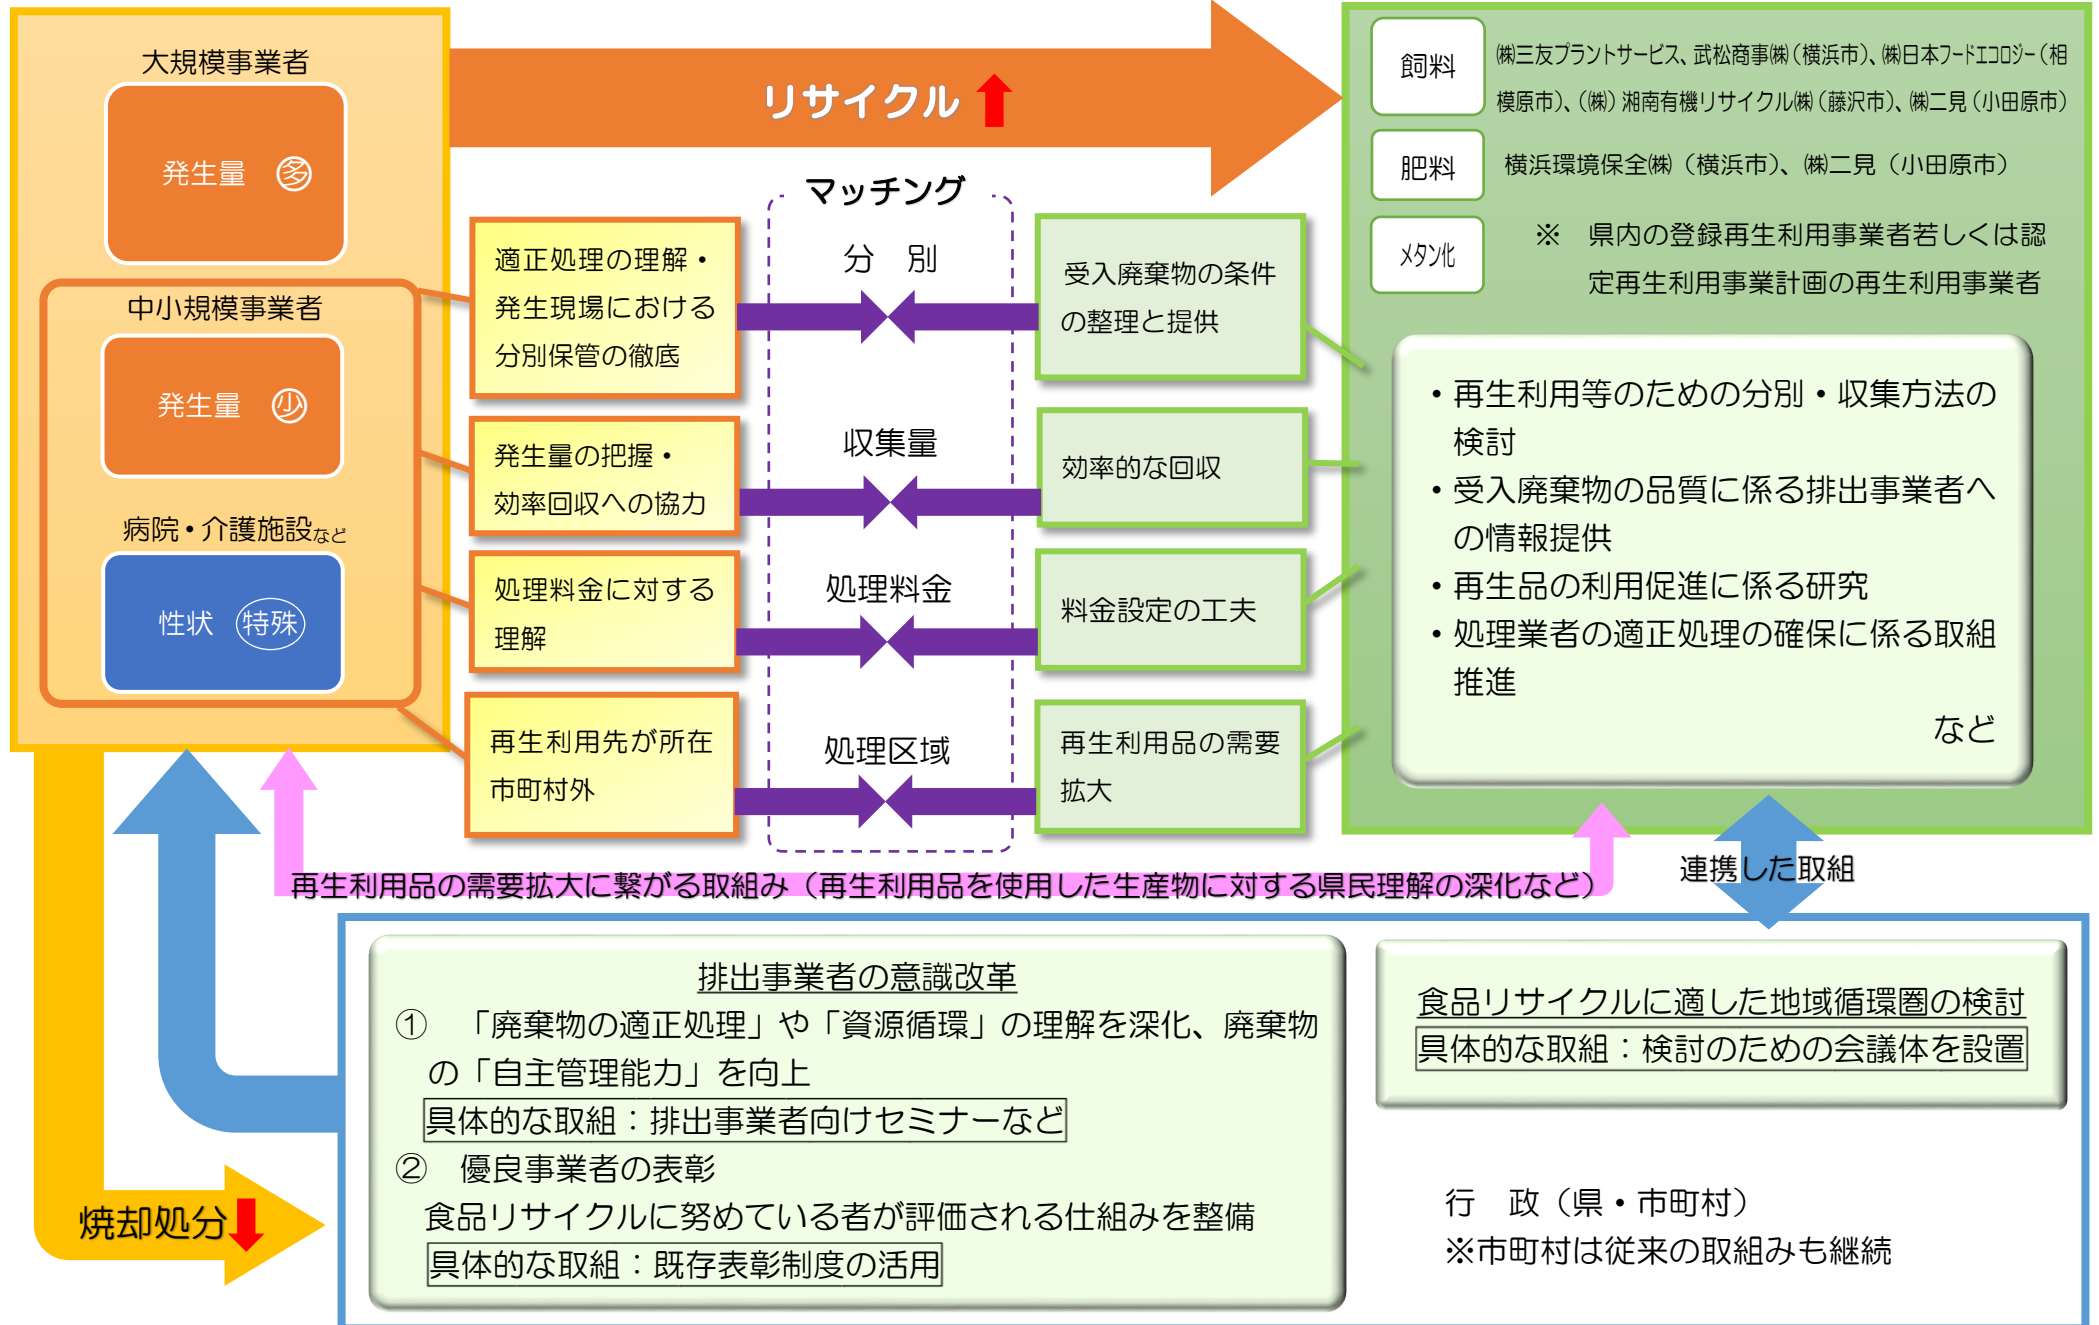 大規模事業者
発生量 ㊿多
中小規模事業者
発生量 少
病院・介護施設など
性状 特殊
リサイクル
マッチング
適正処理の理解・
発生現場における
分別保管の徹底
分　別
受入廃棄物の条件
の整理と提供
発生量の把握・
効率回収への協力
収集量
効率的な回収
処理料金に対する
理解
処理料金
料金設定の工夫
再生利用先が所在
市町村外
処理区域
再生利用品の需要
拡大
飼料
㈱三友プラントサービス、武松商事㈱（横浜市）、㈱日本フードエコロジー（相
模原市）、（㈱）湘南有機リサイクル㈱（藤沢市）、㈱二見（小田原市）
肥料
横浜環境保全㈱（横浜市）、㈱二見（小田原市）
メタン化
※　県内の登録再生利用事業者若しくは認
定再生利用事業計画の再生利用事業者
・再生利用等のための分別・収集方法の
検討
・受入廃棄物の品質に係る排出事業者へ
の情報提供
・再生品の利用促進に係る研究
・処理業者の適正処理の確保に係る取組
推進
など
再生利用品の需要拡大に繋がる取組み（再生利用品を使用した生産物に対する県民理解の深化など）
連携した取組
焼却処分
排出事業者の意識改革
①　「廃棄物の適正処理」や「資源循環」の理解を深化、廃棄物
の「自主管理能力」を向上
具体的な取組：排出事業者向けセミナーなど
②　優良事業者の表彰
食品リサイクルに努めている者が評価される仕組みを整備
具体的な取組：既存表彰制度の活用
食品リサイクルに適した地域循環圏の検討
具体的な取組：検討のための会議体を設置
行　政（県・市町村）
※市町村は従来の取組みも継続